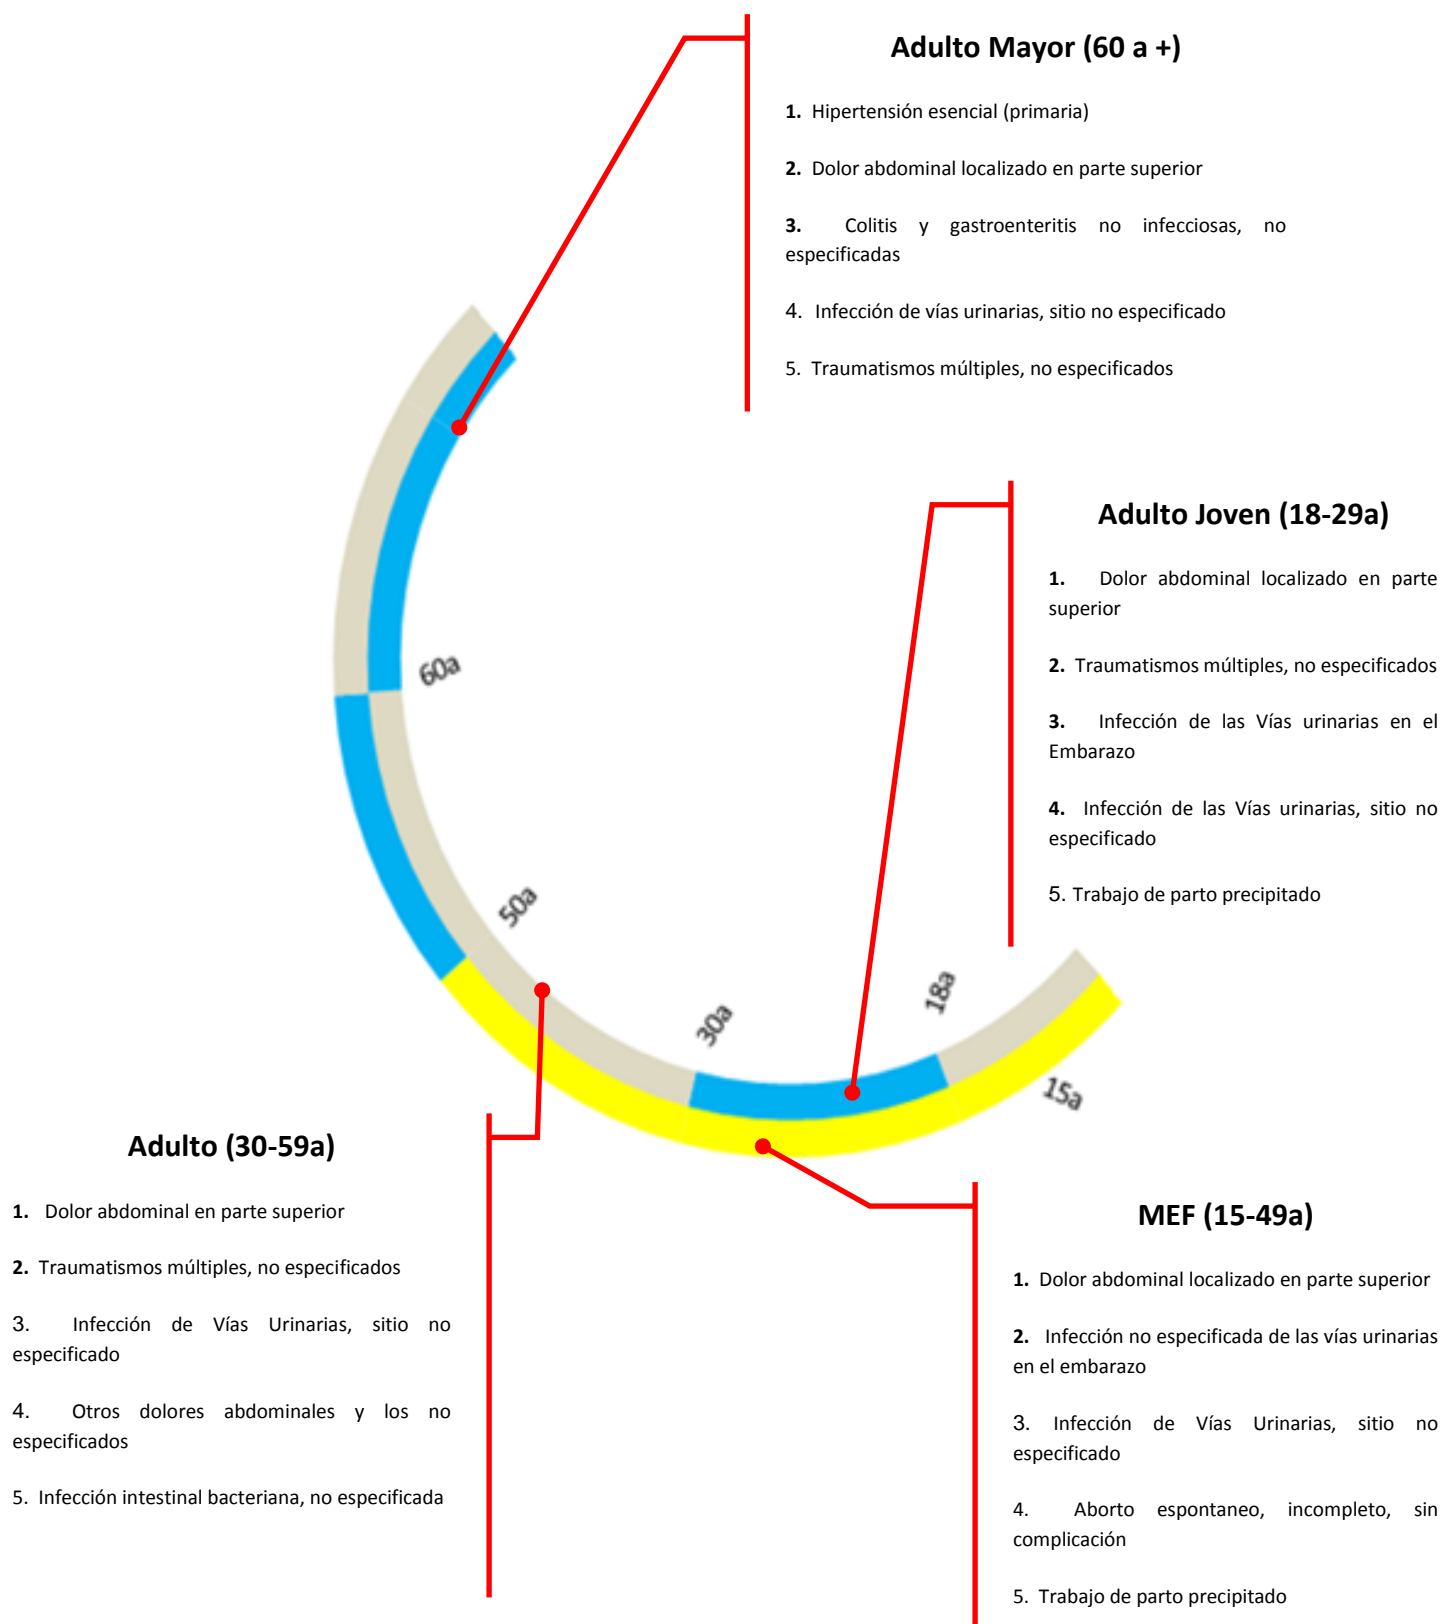 Adulto Mayor (60 a +)
1. Hipertensión esencial (primaria)
2. Dolor abdominal localizado en parte superior
3. Colitis y gastroenteritis no infecciosas, no
especificadas
4. Infección de vías urinarias, sitio no especificado
5. Traumatismos múltiples, no especificados
Adulto Joven (18-29a)
1. Dolor abdominal localizado en parte
superior
2. Traumatismos múltiples, no especificados
3. Infección de las Vías urinarias en el
Embarazo
4. Infección de las Vías urinarias, sitio no
especificado
5. Trabajo de parto precipitado
60a
50a
30a
18a
15a
Adulto (30-59a)
1. Dolor abdominal en parte superior
2. Traumatismos múltiples, no especificados
3. Infección de Vías Urinarias, sitio no
especificado
4. Otros dolores abdominales y los no
especificados
5. Infección intestinal bacteriana, no especificada
MEF (15-49a)
1. Dolor abdominal localizado en parte superior
2. Infección no especificada de las vías urinarias
en el embarazo
3. Infección de Vías Urinarias, sitio no
especificado
4. Aborto espontaneo, incompleto, sin
complicación
5. Trabajo de parto precipitado